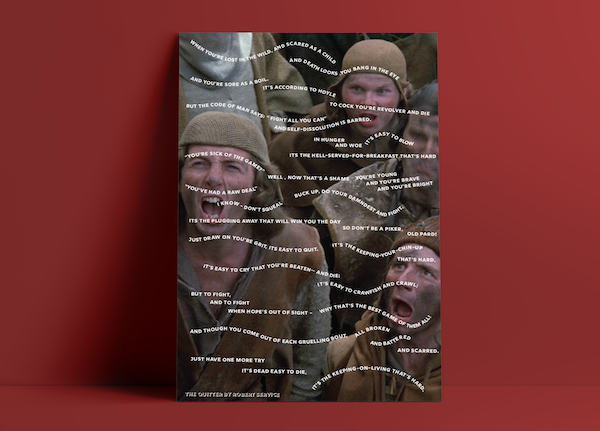 WHEN YOU'RE LOST IN THE WILD, AND SCARED AS A CHILD
AND DEATH LOOKS YOU BANG IN THE EYE
AND YOU'RE SORE AS A BOIL.
IT'S ACCORDING TO HOYLE
TO COCK YOU'RE REVOLVER AND DIE
BUT THE CODE OF MAN SAYS: "FIGHT ALL YOU CAN"
AND SELF-DISSOLUTION IS BARRED.
IN HUNGER
AND WOE
IT'S EASY TO BLOW
ITS THE HELL-SERVED-FOR-BREAKFAST THAT'S HARD
"YOU'RE SICK OF THE GAME!"
WELL, NOW THAT'S A SHAME
YOU'RE YOUNG
AND YOU'RE BRAVE
AND YOU'RE BRIGHT
"YOU'VE HAD A RAW DEAL"
I KNOW - DON'T SQUEAL
BUCK UP, DO YOUR DAMNDEST AND FIGHT:
ITS THE PLUGGING AWAY THAT WILL WIN YOU THE DAY
SO DON'T BE A PIKER,
OLD PARD!
JUST DRAW ON YOU'RE GRIT, ITS EASY TO QUIT.
IT'S THE KEEPING-YOUR-CHIN-UP
THAT'S HARD.
IT'S EASY TO CRY THAT YOU'RE BEATEN— AND DIE:
IT'S EASY TO CRAWFISH AND CRAWL;
BUT TO FIGHT,
AND TO FIGHT
WHEN HOPE'S OUT OF SIGHT –
WHY THAT'S THE BEST GAME OF THEM ALL!
AND THOUGH YOU COME OUT OF EACH GRUELLING BOUT,
ALL BROKEN
AND BATTERED
AND SCARRED.
JUST HAVE ONE MORE TRY
IT'S DEAD EASY TO DIE,
IT'S THE KEEPING-ON-LIVING THAT'S HARD.
THE QUITTER BY ROBERT SERVICE